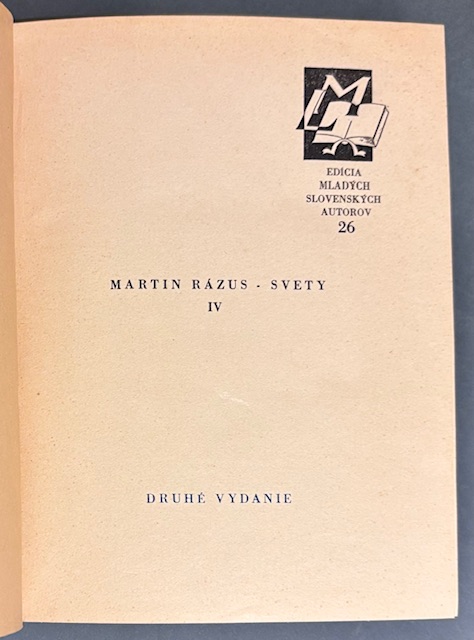 EDÍCIA
MLADÝCH
SLOVENSKÝCH
AUTOROV
26
MARTIN RÁZUS - SVETY
IV
DRUHÉ VYDANIE